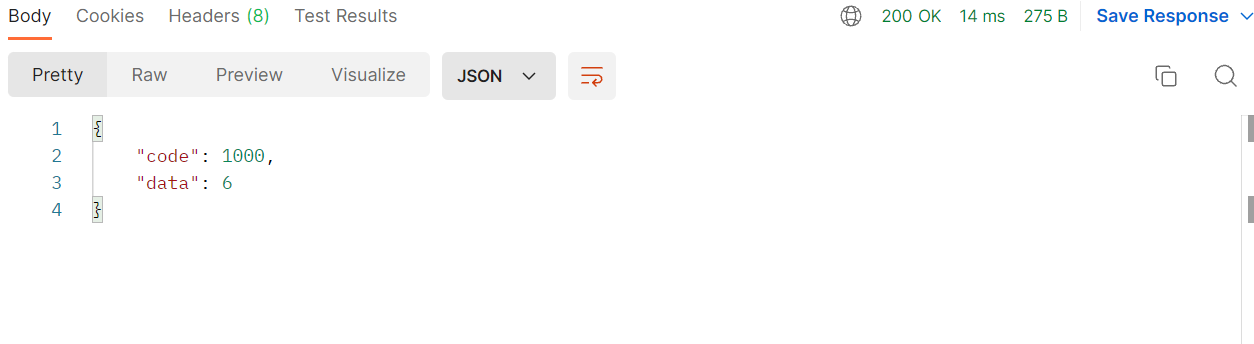 Body Cookies Headers (8) Test Results 200 OK 14 ms 275 B Save Response
Pretty Raw Preview Visualize JSON
1 {
2 "code": 1000,
3 "data": 6
4 }